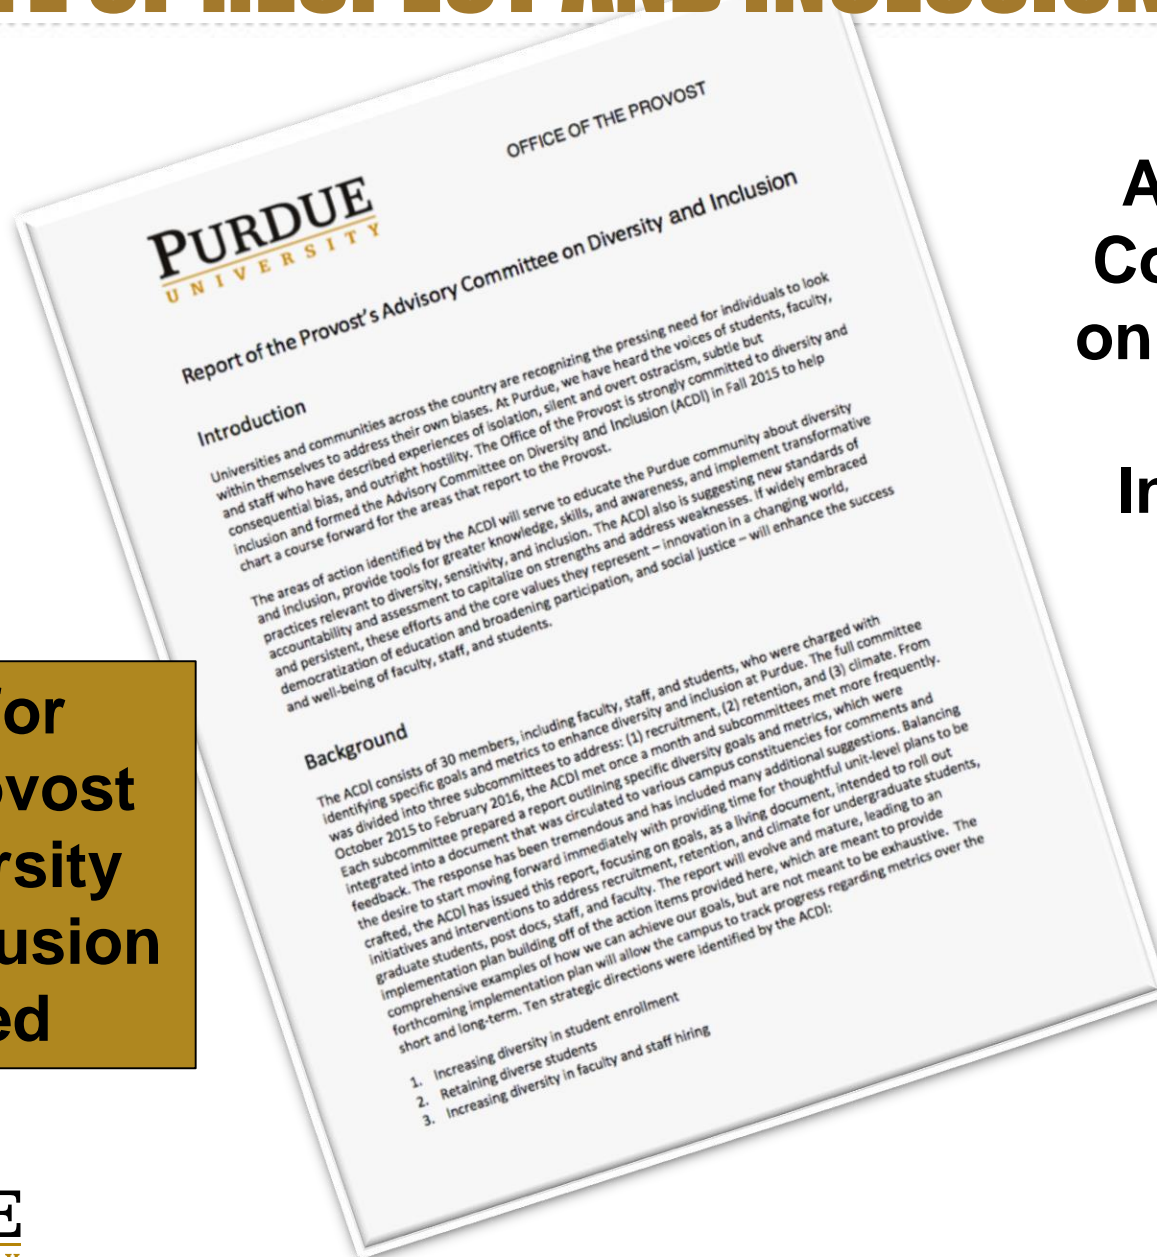 OF RESPECT AND INCLUSION
OFFICE OF THE PROVOST
PURDUE
UNIVERSITY
Report of the Provost's Advisory Committee on Diversity and Inclusion
Introduction
Universities and communities across the country are recognizing the pressing need for individuals to look
within themselves to address their own biases. At Purdue, we have heard the voices of students, faculty,
and staff who have described experiences of isolation, silent and overt ostracism, subtle but
consequential bias, and outright hostility. The Office of the Provost is strongly committed to diversity and
inclusion and formed the Advisory Committee on Diversity and Inclusion (ACDI) in Fall 2015 to help
chart a course forward for the areas that report to the Provost.
The areas of action identified by the ACDI will serve to educate the Purdue community about diversity
and inclusion, provide tools for greater knowledge, skills, and awareness, and implement transformative
practices relevant to diversity, sensitivity, and inclusion. The ACDI also is suggesting new standards of
accountability and assessment to capitalize on strengths and address weaknesses. If widely embraced
and persistent, these efforts and the core values they represent – innovation in a changing world,
democratization of education and broadening participation, and social justice – will enhance the success
and well-being of faculty, staff, and students.
Background
The ACDI consists of 30 members, including faculty, staff, and students, who were charged with
identifying specific goals and metrics to enhance diversity and inclusion at Purdue. The full committee
was divided into three subcommittees to address: (1) recruitment, (2) retention, and (3) climate. From
October 2015 to February 2016, the ACDI met once a month and subcommittees met more frequently.
Each subcommittee prepared a report outlining specific diversity goals and metrics, which were
integrated into a document that was circulated to various campus constituencies for comments and
feedback. The response has been tremendous and has included many additional suggestions. Balancing
the desire to start moving forward immediately with providing time for thoughtful unit-level plans to be
crafted, the ACDI has issued this report, focusing on goals, as a living document, intended to roll out
initiatives and interventions to address recruitment, retention, and climate for undergraduate students,
graduate students, post docs, staff, and faculty. The report will evolve and mature, leading to an
implementation plan building off of the action items provided here, which are meant to provide
comprehensive examples of how we can achieve our goals, but are not meant to be exhaustive. The
forthcoming implementation plan will allow the campus to track progress regarding metrics over the
short and long-term. Ten strategic directions were identified by the ACDI:
1. Increasing diversity in student enrollment
2. Retaining diverse students
3. Increasing diversity in faculty and staff hiring
A
Co
on
In
or
ovost
rsity
usion
ed
E